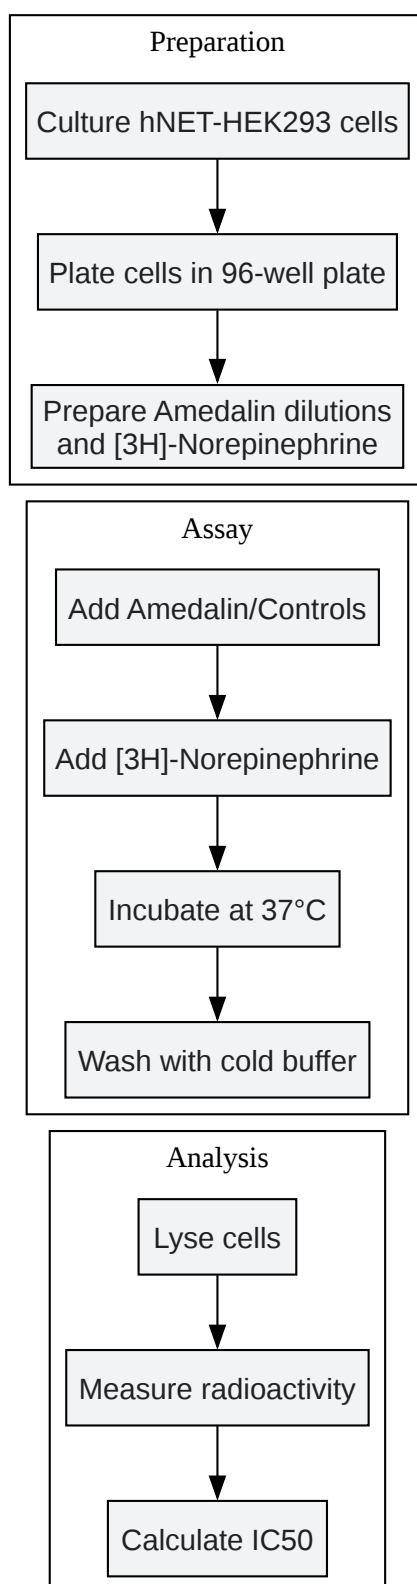 Preparation
Culture hNET-HEK293 cells
Plate cells in 96-well plate
Prepare Amedalin dilutions
and [3H]-Norepinephrine
Assay
Add Amedalin/Controls
Add [3H]-Norepinephrine
Incubate at 37°C
Wash with cold buffer
Analysis
Lyse cells
Measure radioactivity
Calculate IC50